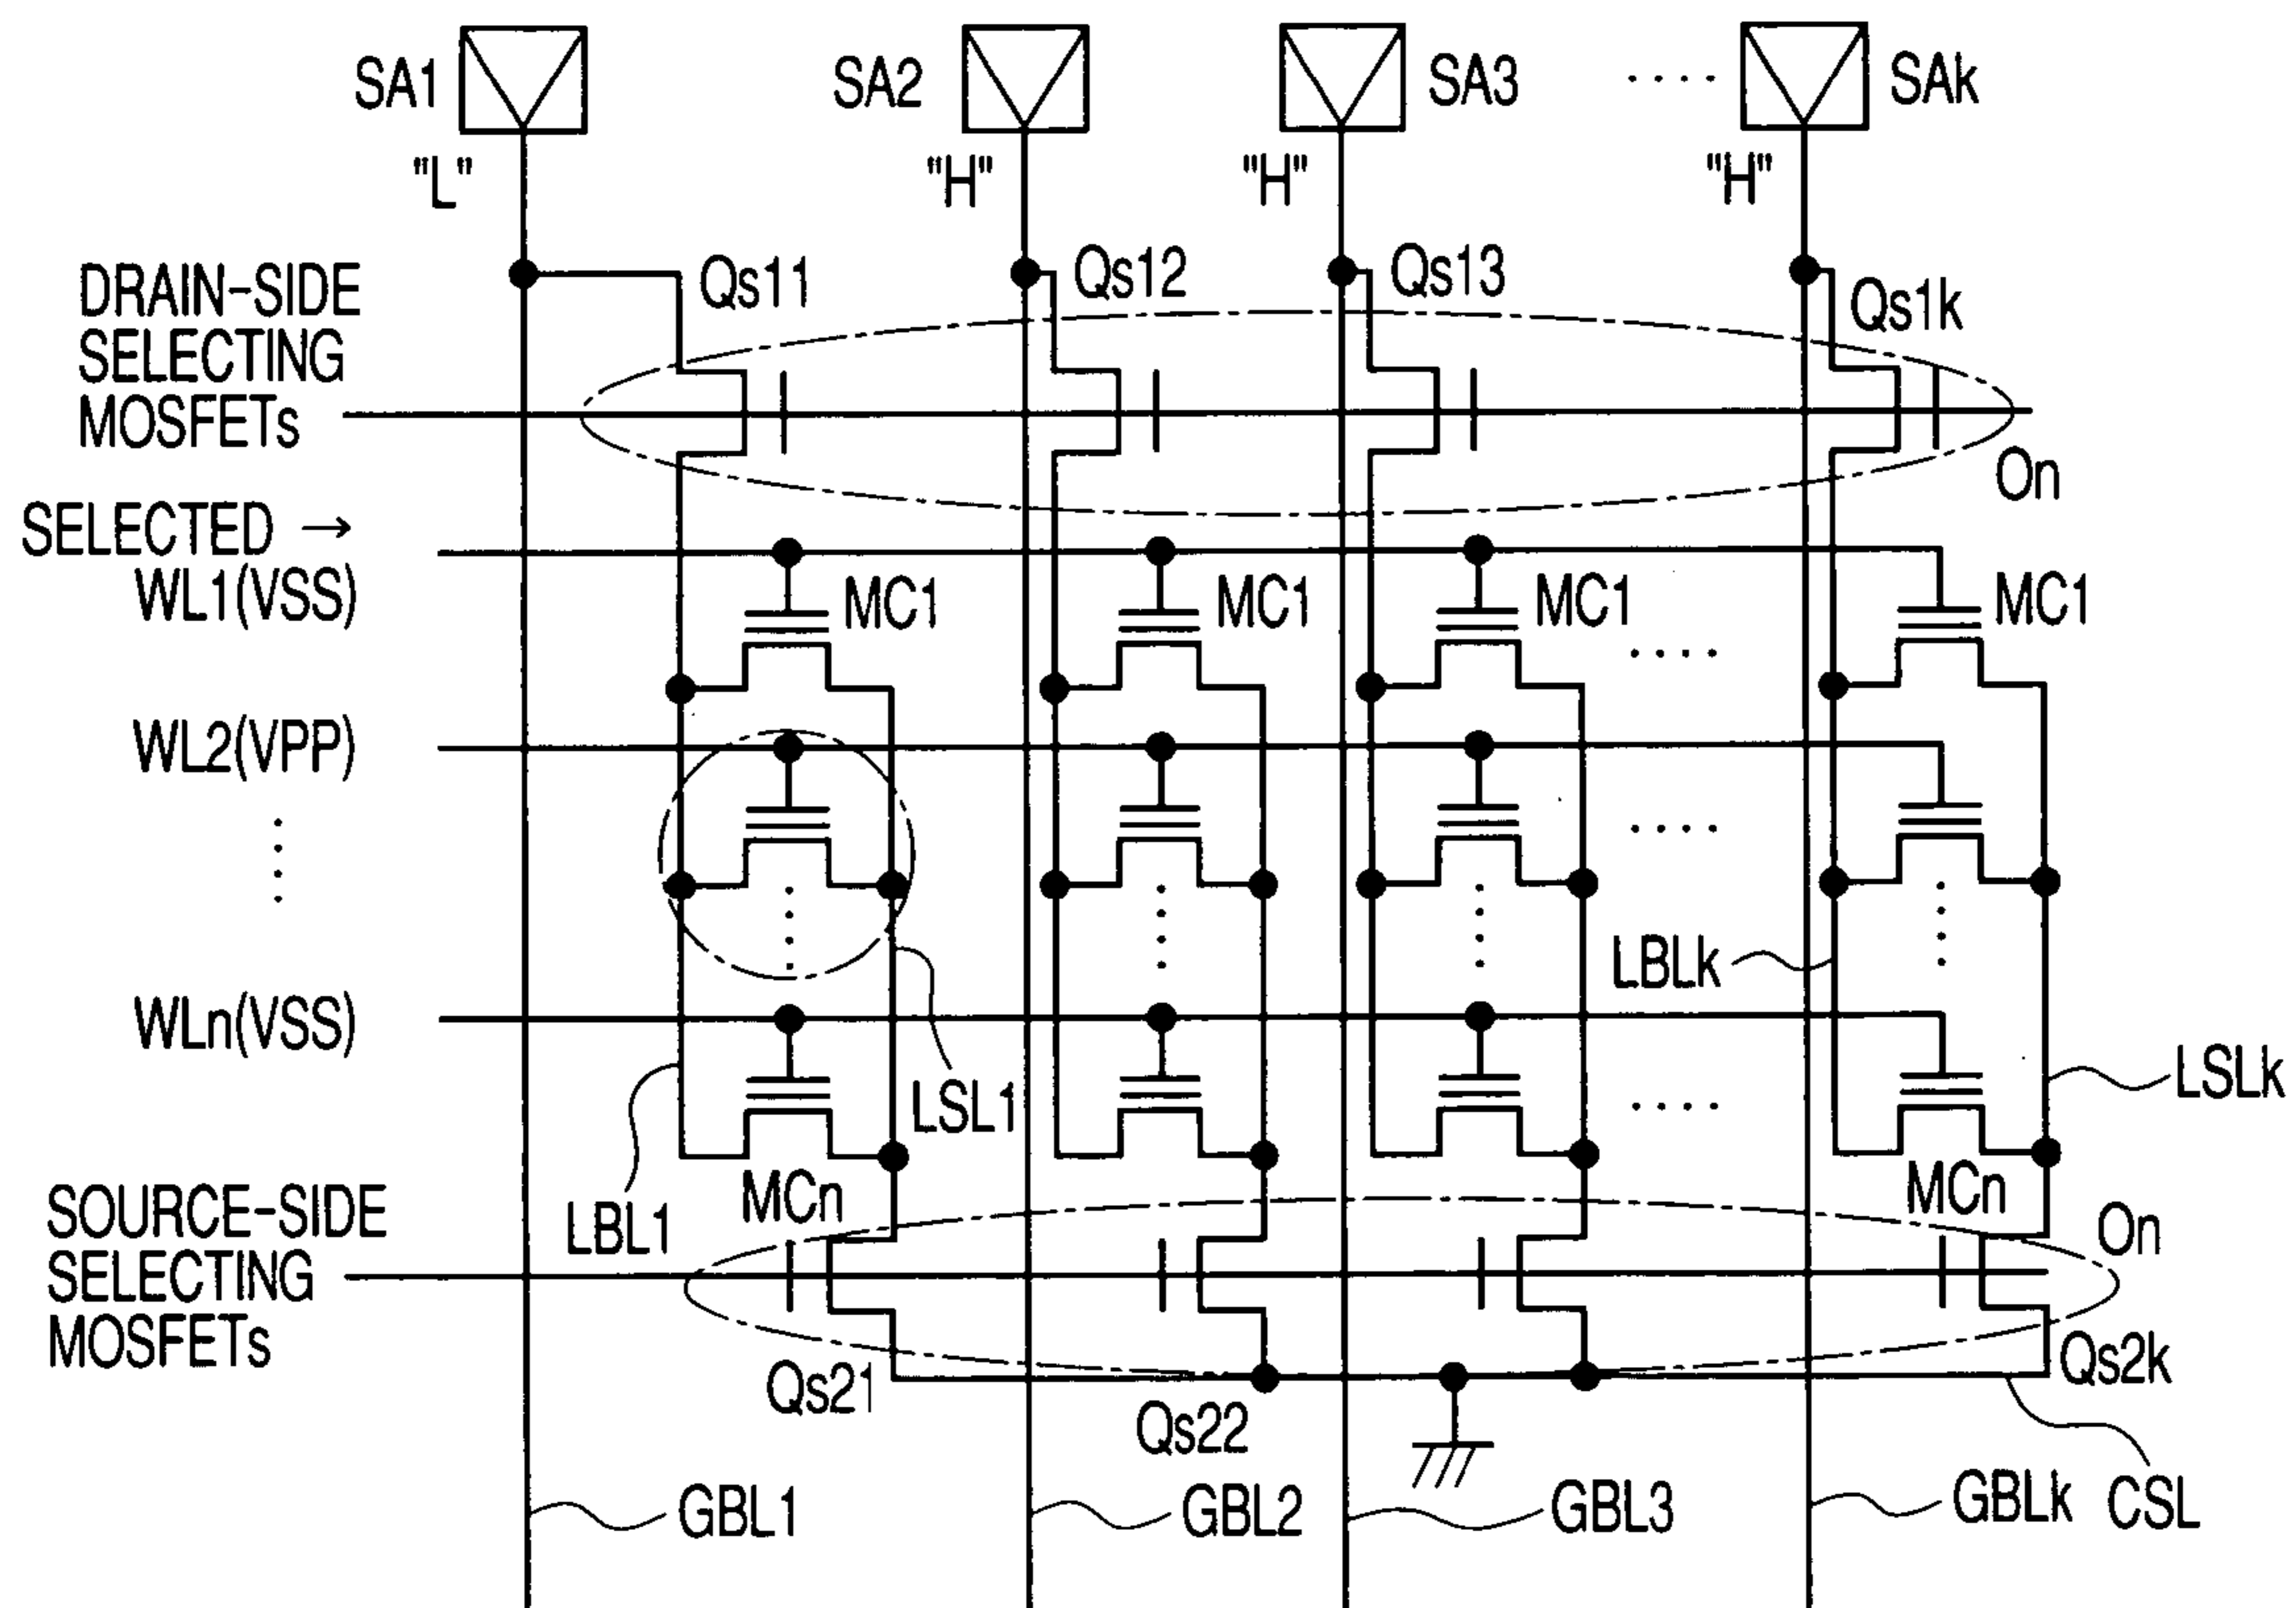 SA1
SA2
SA3
....
SAk
"L"
"H"
"H"
"H"
DRAIN-SIDE
SELECTING
MOSFETs
Qs11
Qs12
Qs13
Qs1k
On
SELECTED →
WL1(VSS)
MC1
MC1
MC1
....
MC1
WL2(VPP)
....
LBLk
WLn(VSS)
LSL1
....
LSLk
LBL1
MCn
MCn
SOURCE-SIDE
SELECTING
MOSFETs
On
Qs21
Qs22
Qs2k
GBL1
GBL2
GBL3
GBLk
CSL